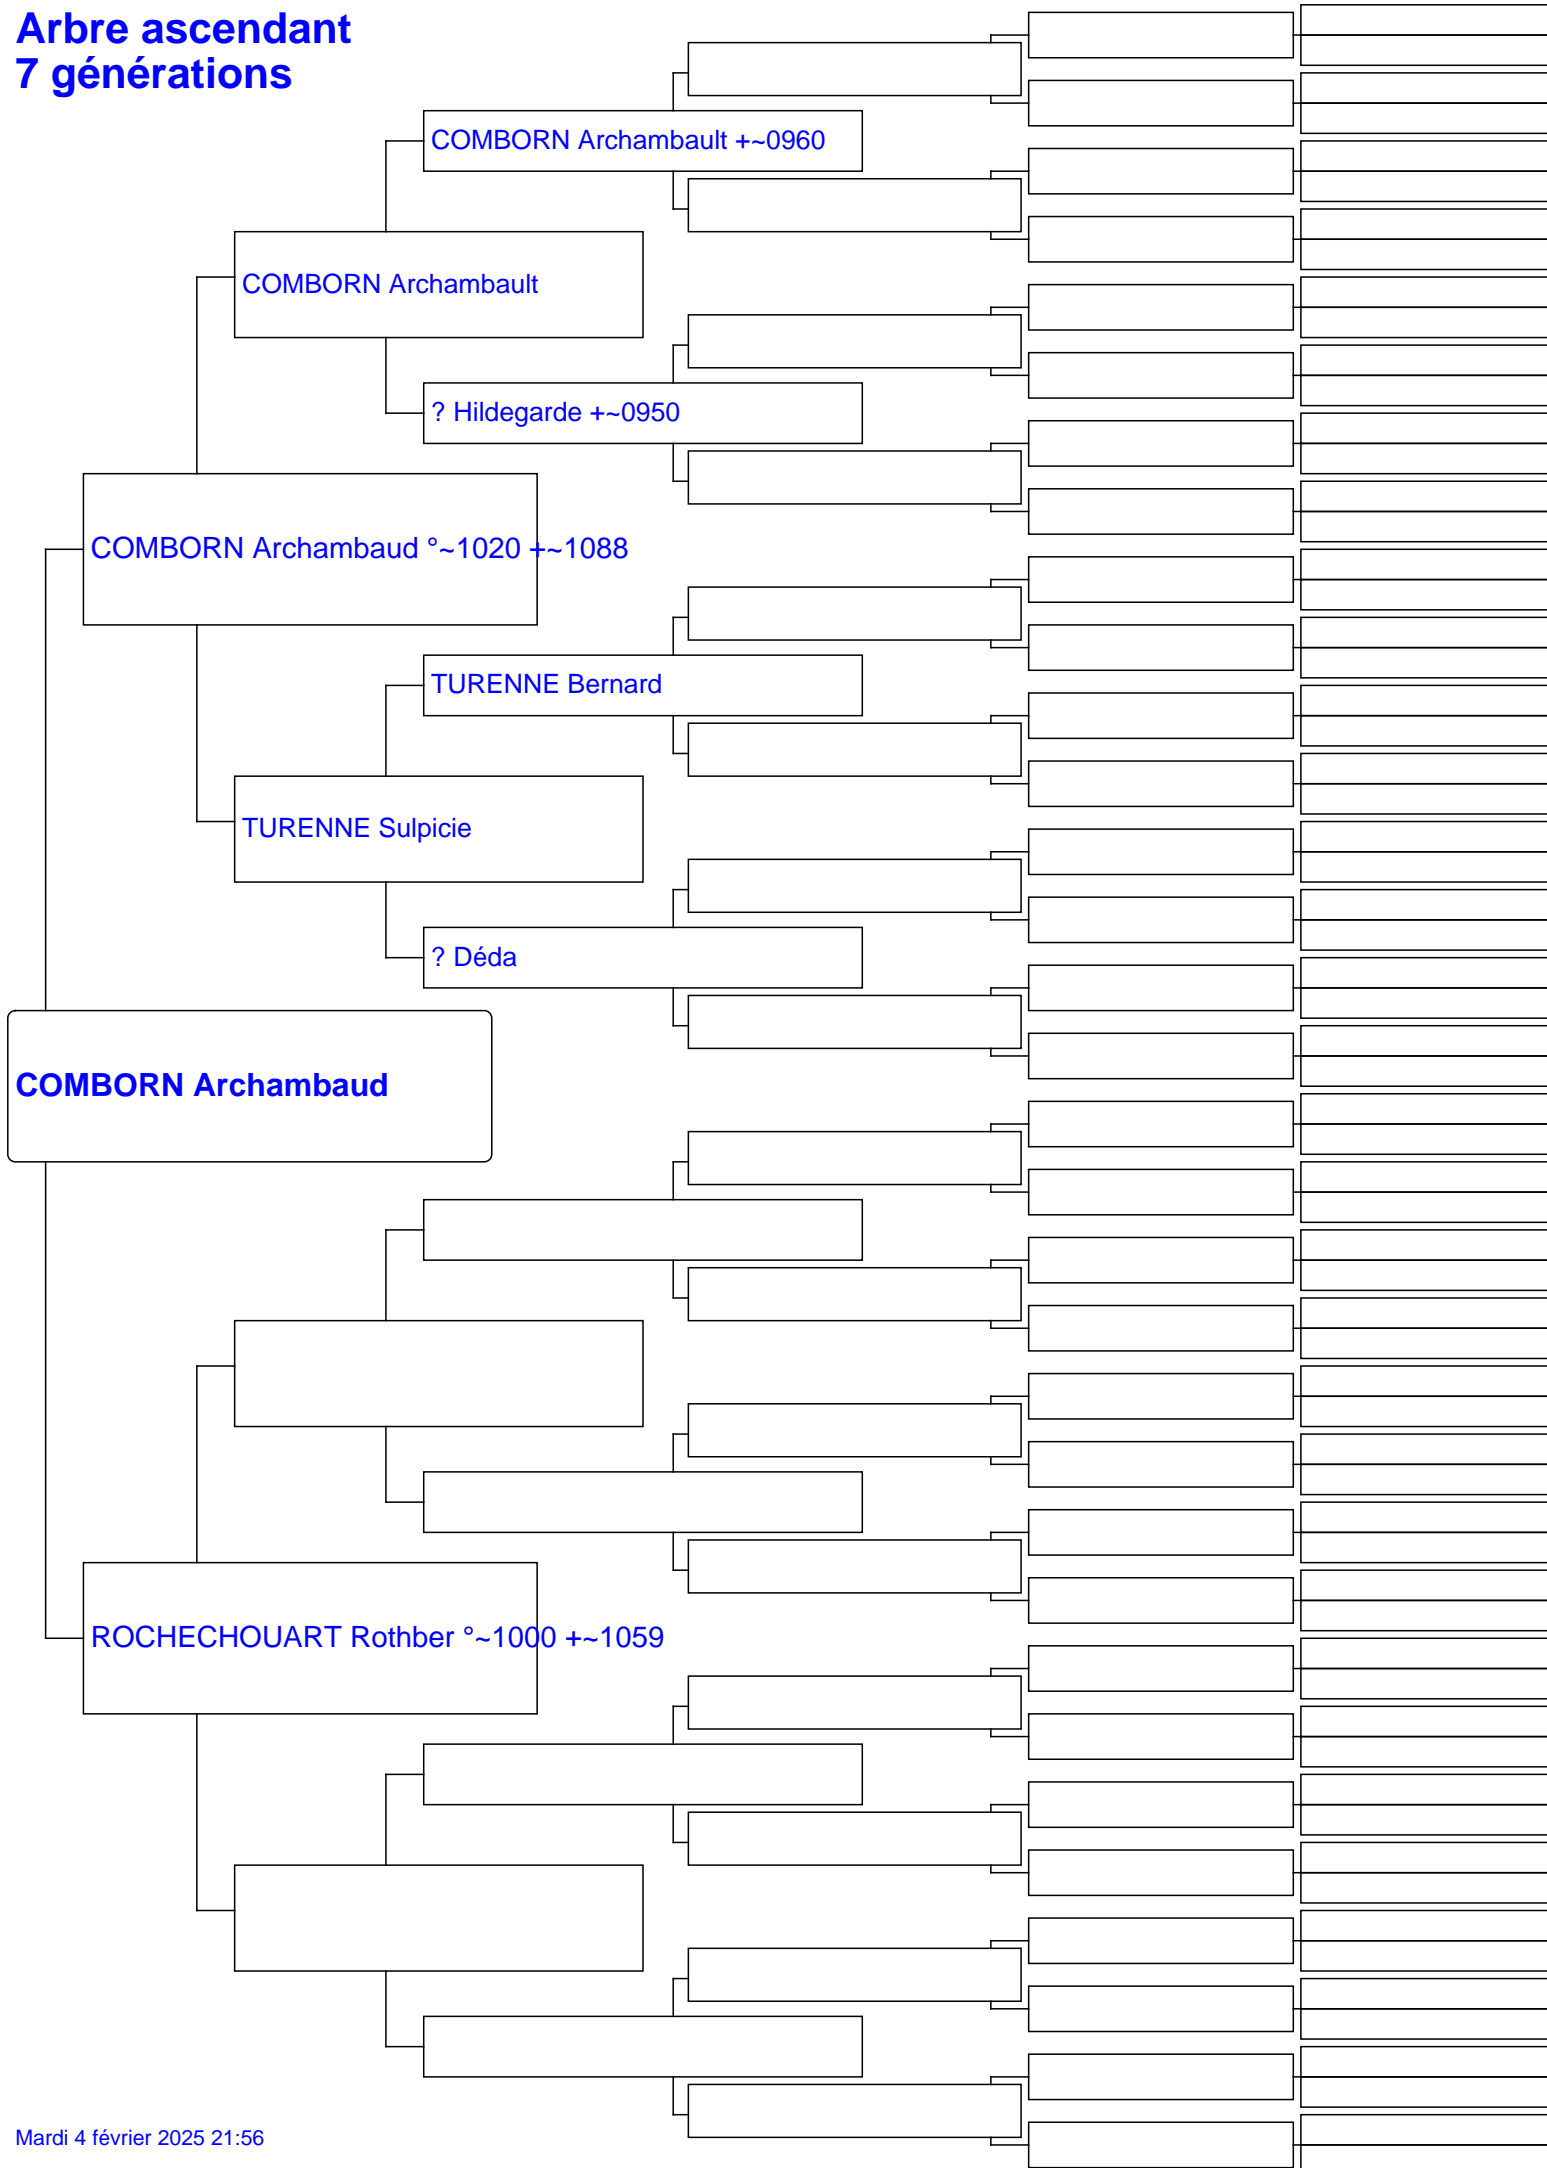 Arbre ascendant
7 générations
COMBORN Archambault +~0960
COMBORN Archambault
? Hildegarde +~0950
COMBORN Archambaud °~1020 +~1088
TURENNE Bernard
TURENNE Sulpicie
? Déda
COMBORN Archambaud
ROCHECHOUART Rothber °~1000 +~1059
Mardi 4 février 2025 21:56